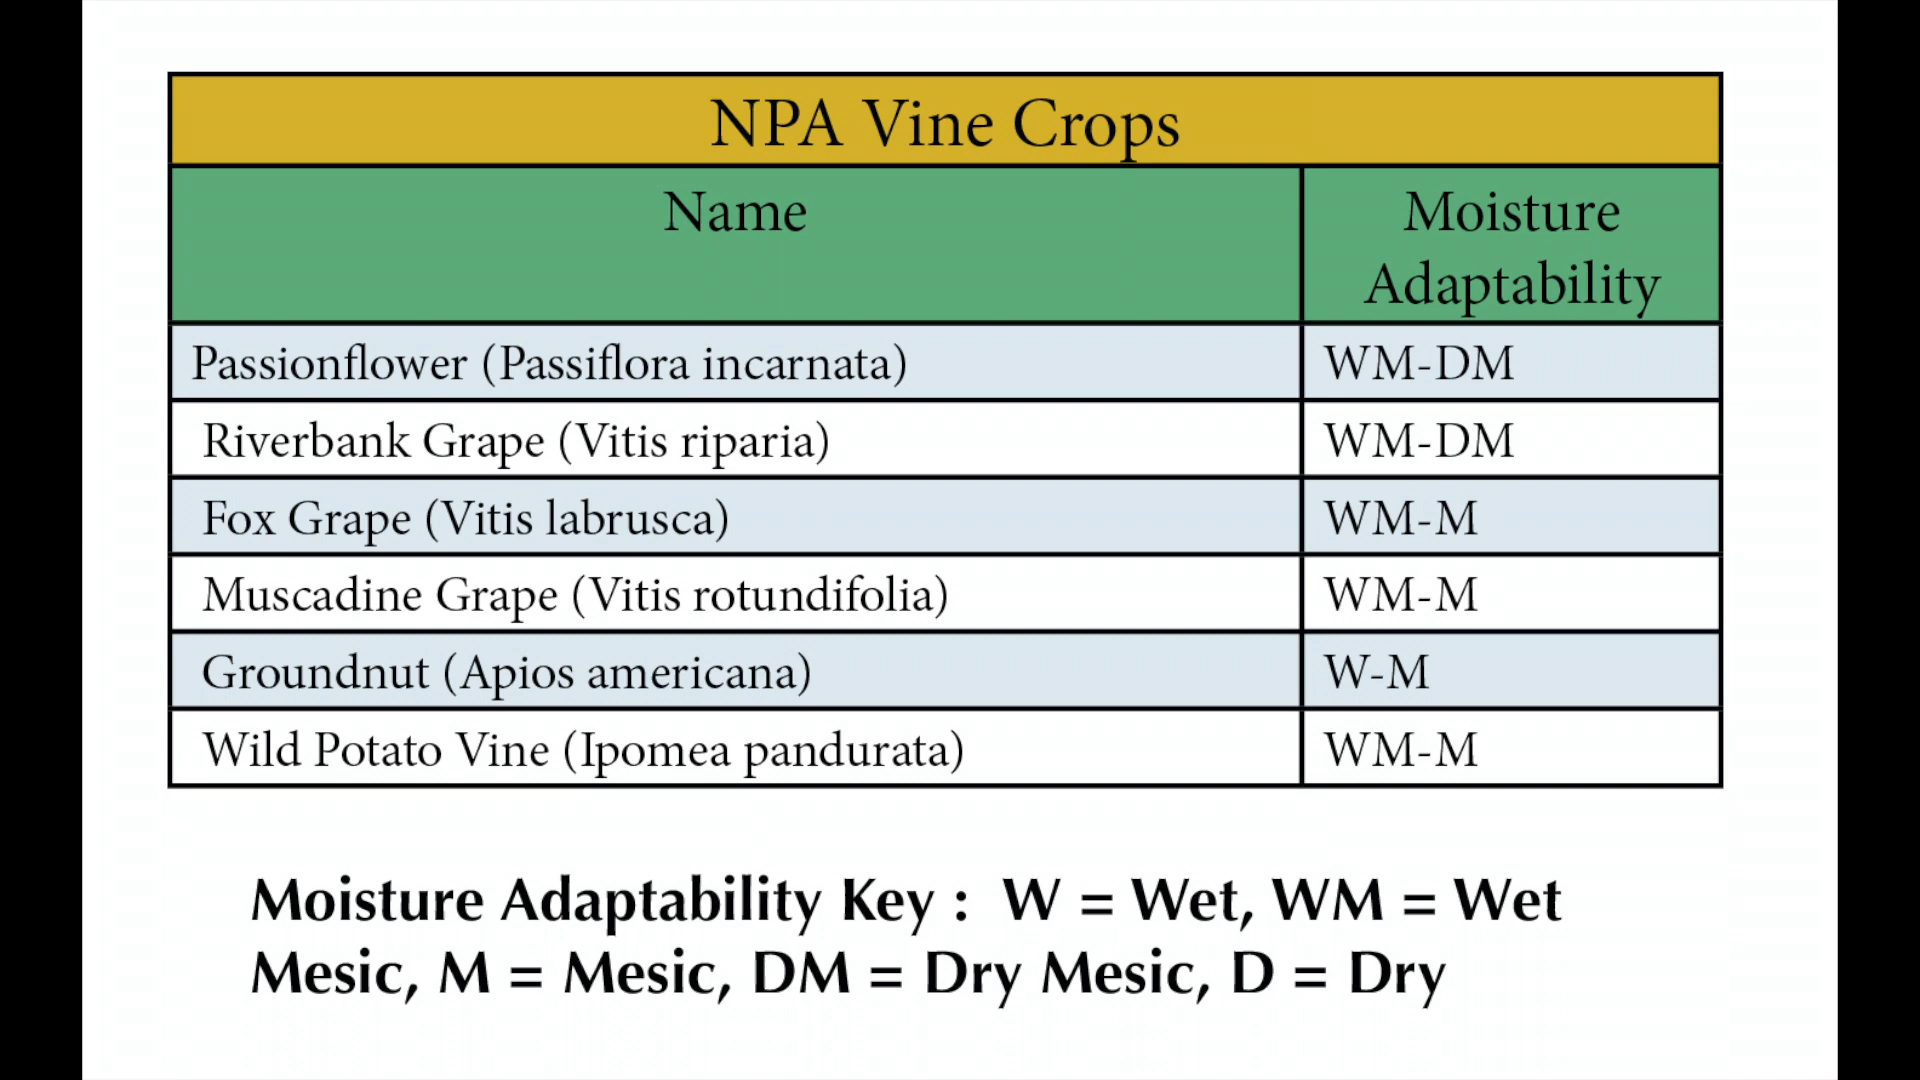 NPA Vine Crops
Name
Moisture
Adaptability
Passionflower (Passiflora incarnata) WM-DM
Riverbank Grape (Vitis riparia) WM-DM
Fox Grape (Vitis labrusca) WM-M
Muscadine Grape (Vitis rotundifolia) WM-M
Groundnut (Apios americana) W-M
Wild Potato Vine (Ipomea pandurata) WM-M
Moisture Adaptability Key : W = Wet, WM = Wet
Mesic, M = Mesic, DM = Dry Mesic, D = Dry